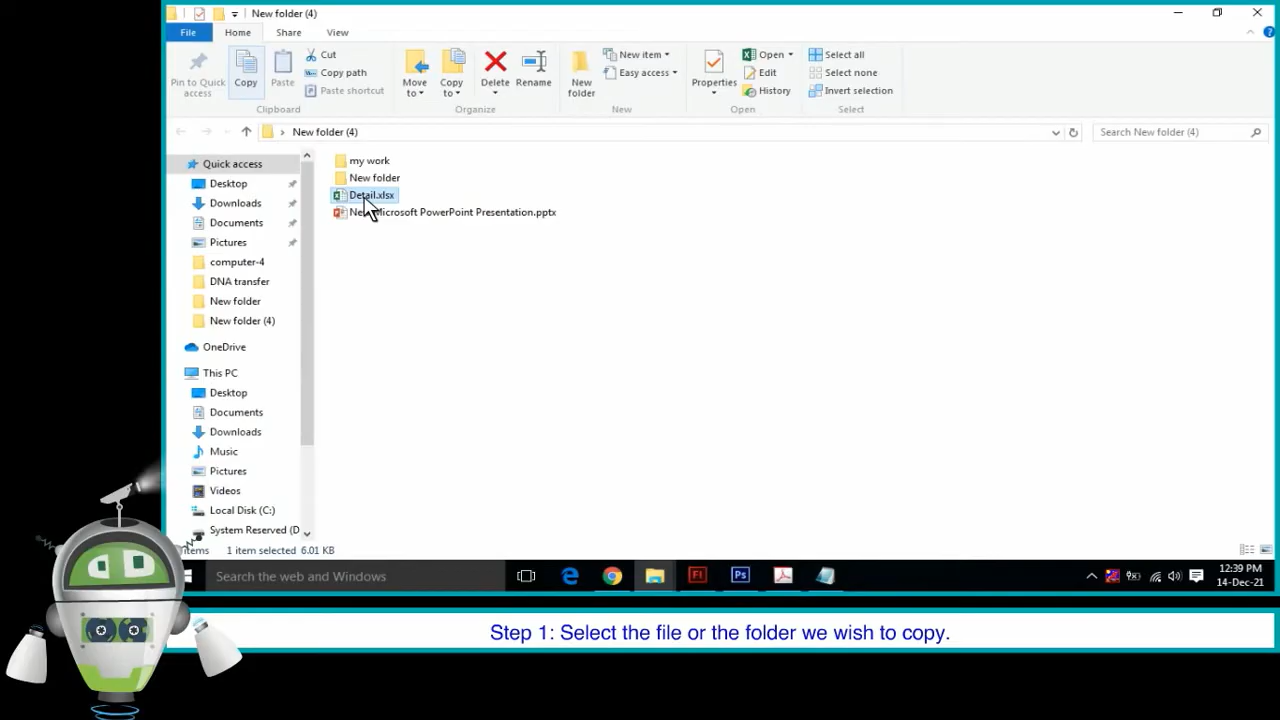 New folder (4)
File Home Share View
Pin to Quick access
Copy
Paste
Cut
Copy path
Paste shortcut
Clipboard
Move to
Copy to
Delete
Rename
Organize
New folder
New item
Easy access
New
Properties
Open
Edit
History
Open
Select all
Select none
Invert selection
Select
New folder (4)
Search New folder (4)
Quick access
Desktop
Downloads
Documents
Pictures
computer-4
DNA transfer
New folder
New folder (4)
OneDrive
This PC
Desktop
Documents
Downloads
Music
Pictures
Videos
Local Disk (C:)
System Reserved (D
my work
New folder
Detail.xlsx
Microsoft PowerPoint Presentation.pptx
1 item selected 6.01 KB
Search the web and Windows
12:39 PM
14-Dec-21
Step 1: Select the file or the folder we wish to copy.